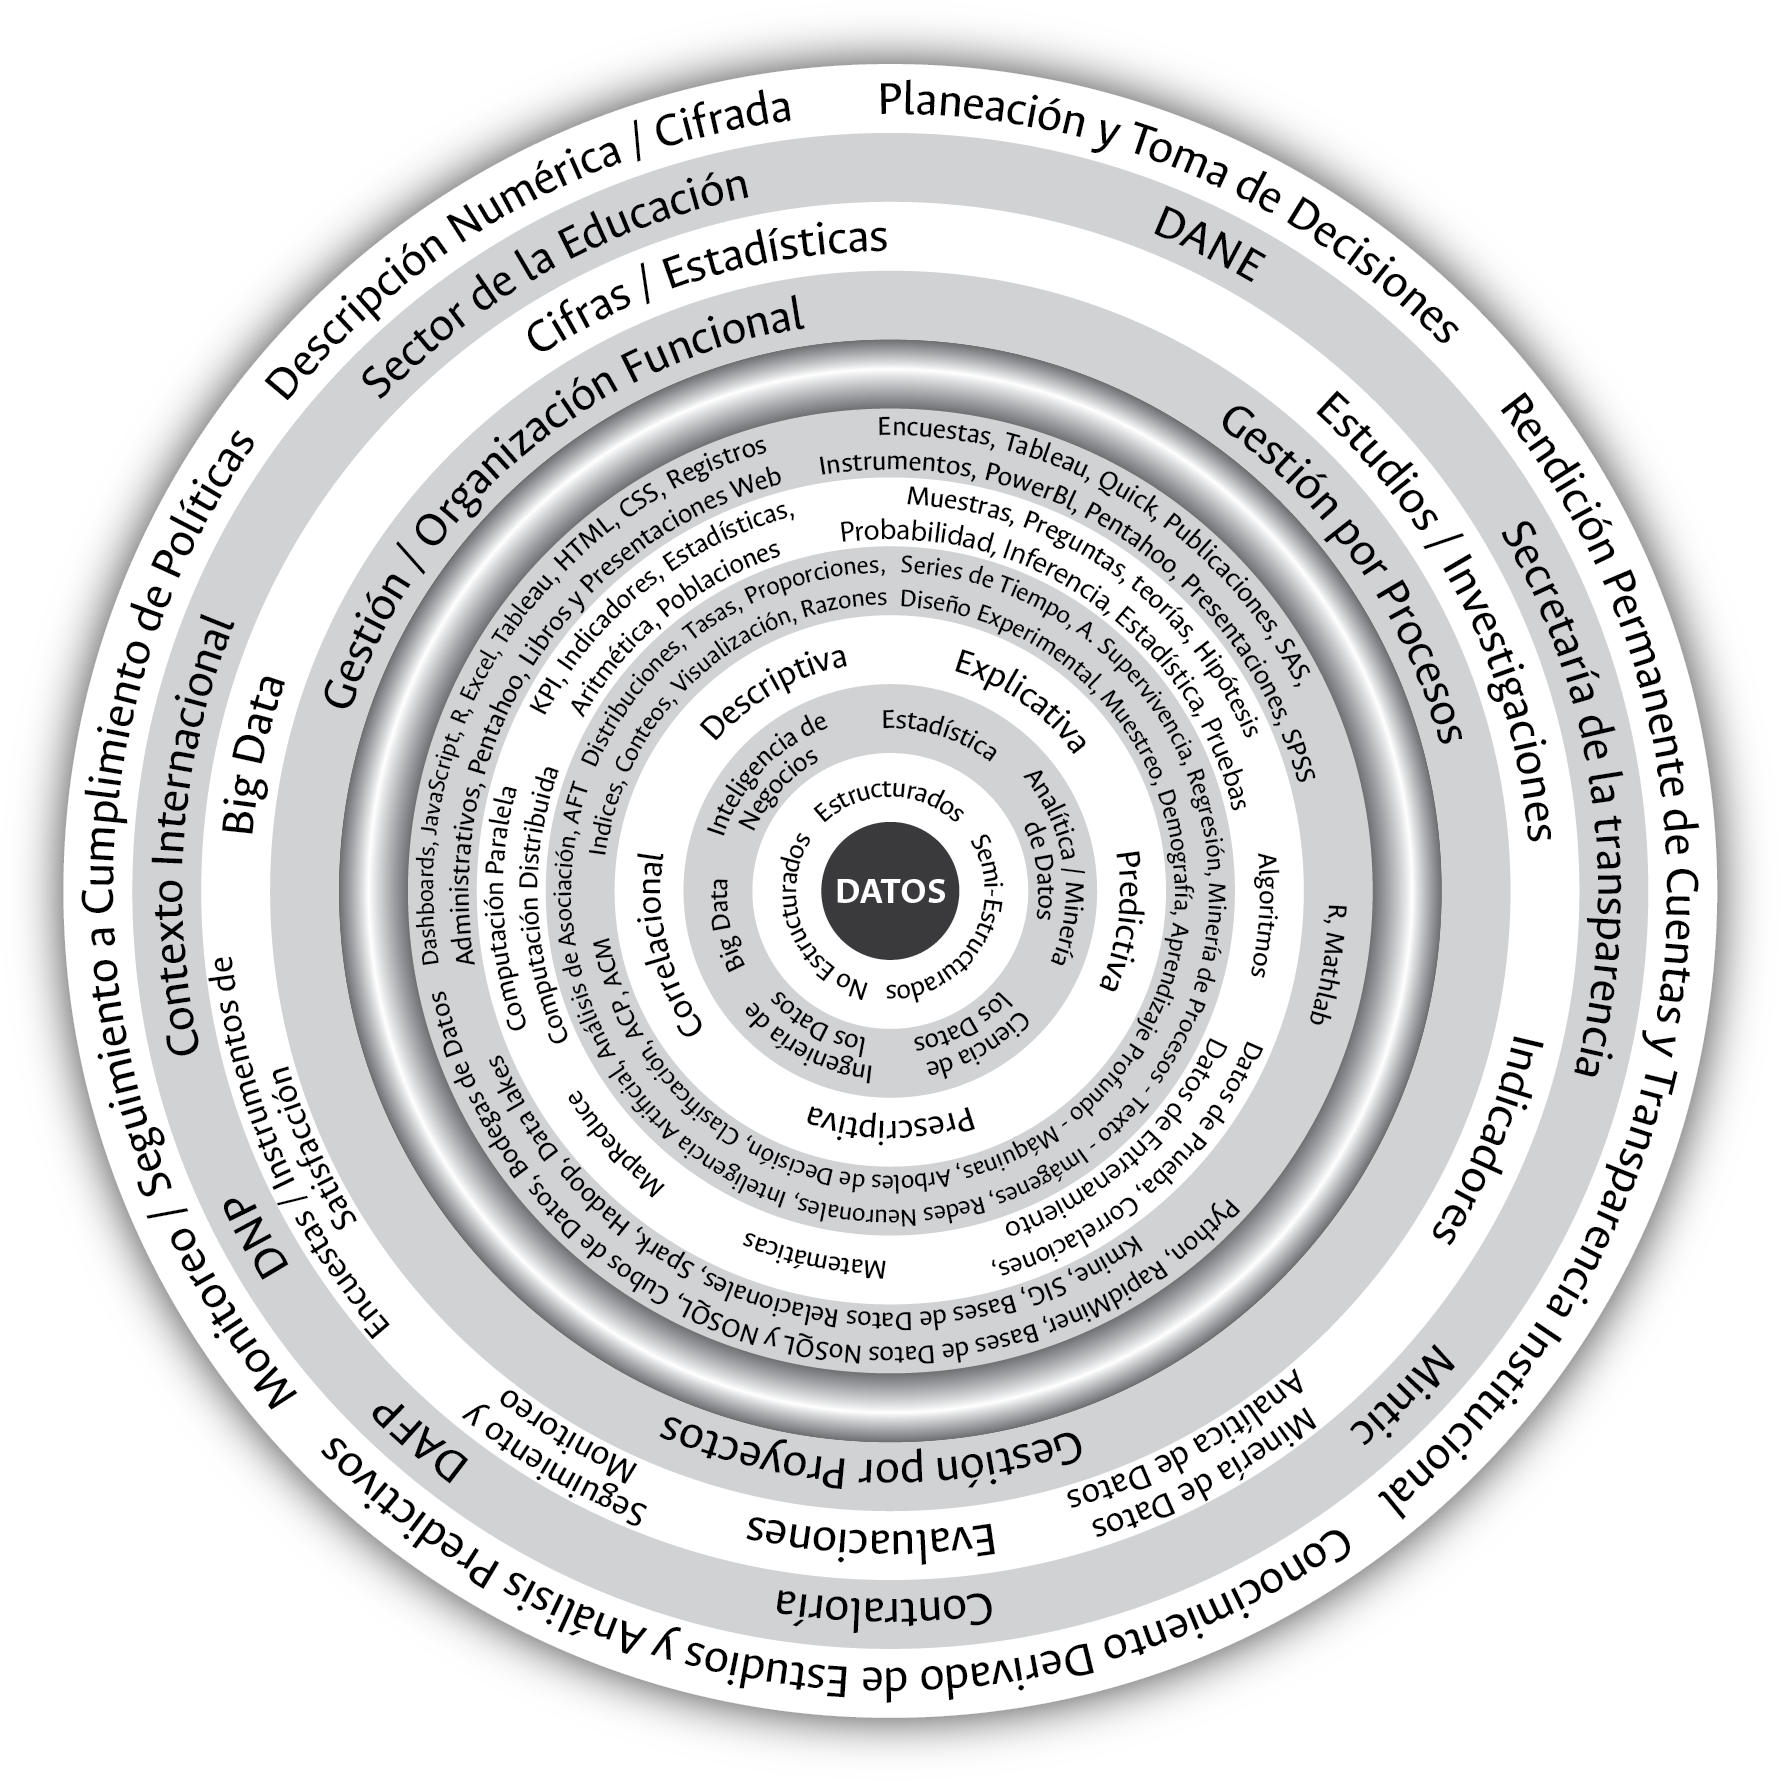 Planeación y Toma de Decisiones
Rendición Permanente de Cuentas y Transparencia Institucional
Conocimiento Derivado de Estudios y Análisis Predictivos
Monitoreo / Seguimiento a Cumplimiento de Políticas
Descripción Numérica / Cifrada
DANE
Secretaría de la transparencia
Mintic
Contraloría
DAFP
DNP
Contexto Internacional
Sector de la Educación
Cifras / Estadísticas
Estudios / Investigaciones
Indicadores
Minería de Datos
Analítica de Datos
Evaluaciones
Seguimiento y
Monitoreo
Encuestas / Instrumentos de
Satisfacción
Big Data
Gestión / Organización Funcional
Gestión por Procesos
Gestión por Proyectos
Encuestas, Tableau, Quick, Publicaciones, SAS,
Instrumentos, PowerBI, Pentahoo, Presentaciones, SPSS
R, Mathlab
Python, RapidMiner, Bases de Datos NoSQL y NOSQL, Cubos de Datos, Bodegas de Datos
Kmine, SIG, Bases de Datos Relacionales, Spark, Hadoop, Data lakes
Dashboards, JavaScript, R, Excel, Tableau, HTML, CSS, Registros
Administrativos, Pentahoo, Libros y Presentaciones Web
Muestras, Preguntas, teorías, Hipótesis
Probabilidad, Inferencia, Estadística, Pruebas
Algoritmos
Datos de Prueba, Correlaciones,
Datos de Entrenamiento
Matemáticas
MapReduce
Computación Paralela
Computación Distribuida
KPI, Indicadores, Estadísticas,
Aritmética, Poblaciones
Series de Tiempo, A. Supervivencia, Regresión, Minería de Procesos - Texto - Imágenes, Redes Neuronales, Inteligencia Artificial, Análisis de Asociación, AFT
Diseño Experimental, Muestreo, Demografía, Aprendizaje Profundo - Máquinas, Arboles de Decisión, Clasificación, ACP, ACM
Distribuciones, Tasas, Proporciones,
Indices, Conteos, Visualización, Razones
Descriptiva
Explicativa
Predictiva
Prescriptiva
Correlacional
Inteligencia de
Negocios
Estadística
Analítica / Minería
de Datos
Ciencia de
los Datos
Ingeniería de
los Datos
Big Data
Estructurados
Semi-Estructurados
No Estructurados
DATOS